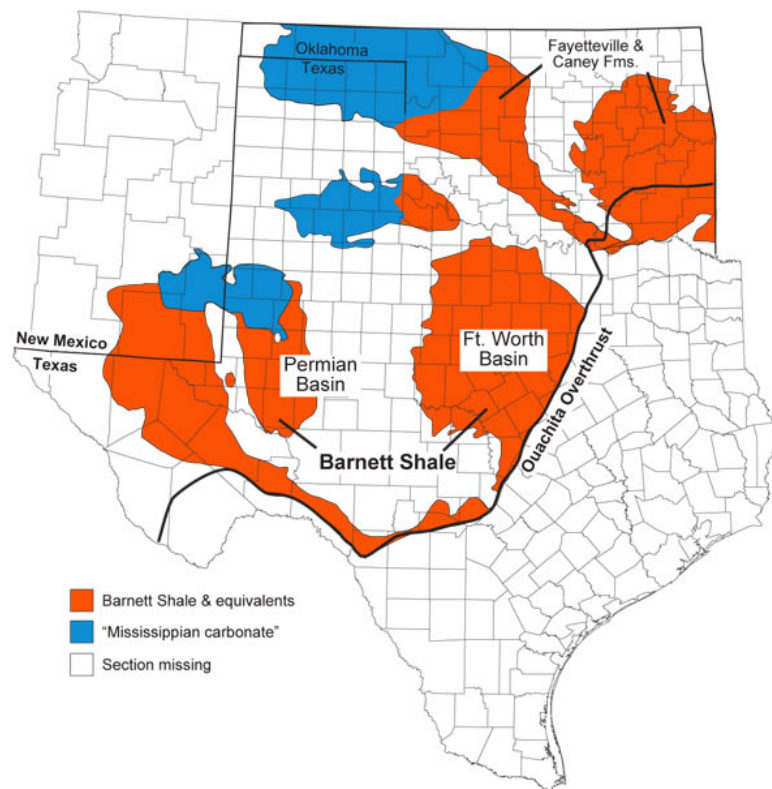 Oklahoma
Texas
Fayetteville &
Caney Fms.
New Mexico
Texas
Permian
Basin
Ft. Worth
Basin
Barnett Shale
Ouachita Overthrust
Barnett Shale & equivalents
“Mississippian carbonate”
Section missing